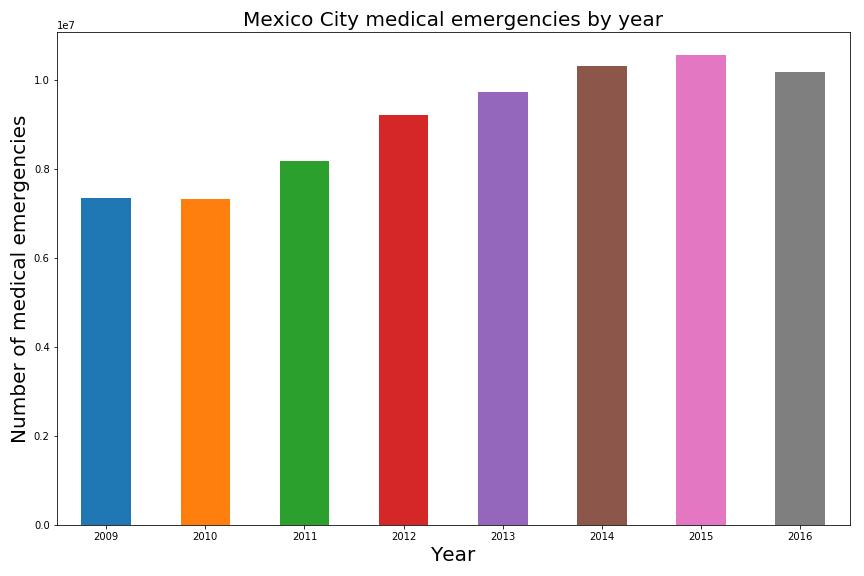 Mexico City medical emergencies by year
1e7
1.0
0.8
0.6
0.4
0.2
0.0
Number of medical emergencies
2009 2010 2011 2012 2013 2014 2015 2016
Year